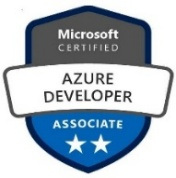 Microsoft
CERTIFIED
AZURE
DEVELOPER
ASSOCIATE